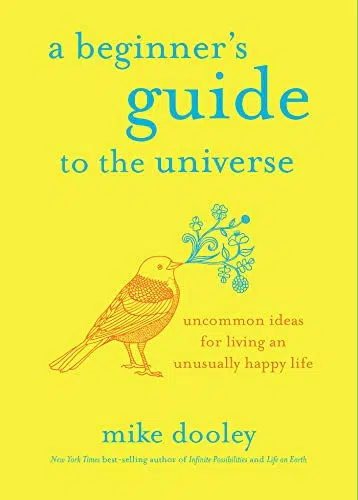 a beginner's
guide
to the universe
uncommon ideas
for living an
unusually happy life
mike dooley
New York Times best-selling author of Infinite Possibilities and Life on Earth